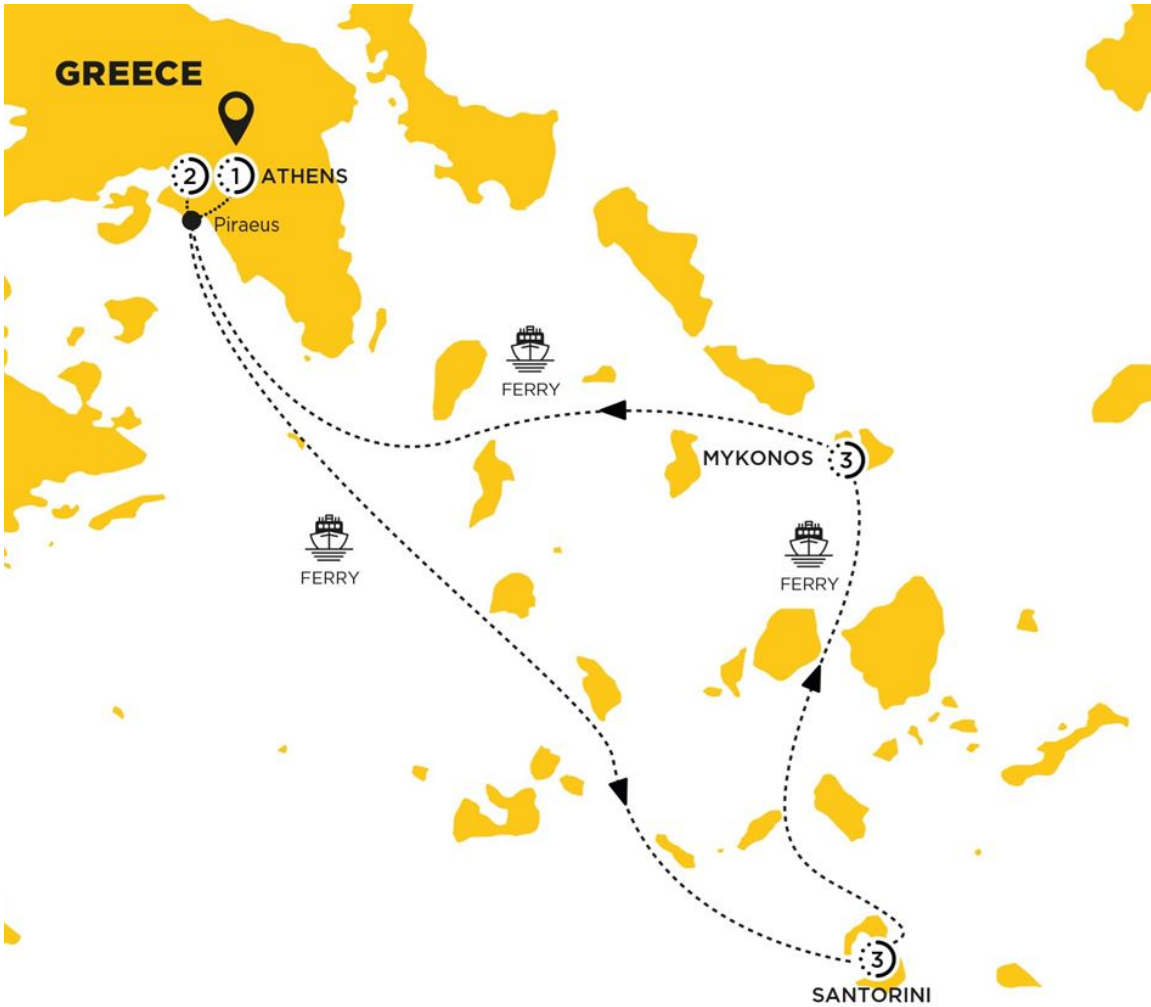 GREECE
2 1 ATHENS
Piraeus
FERRY
MYKONOS 3
FERRY
FERRY
3
SANTORINI